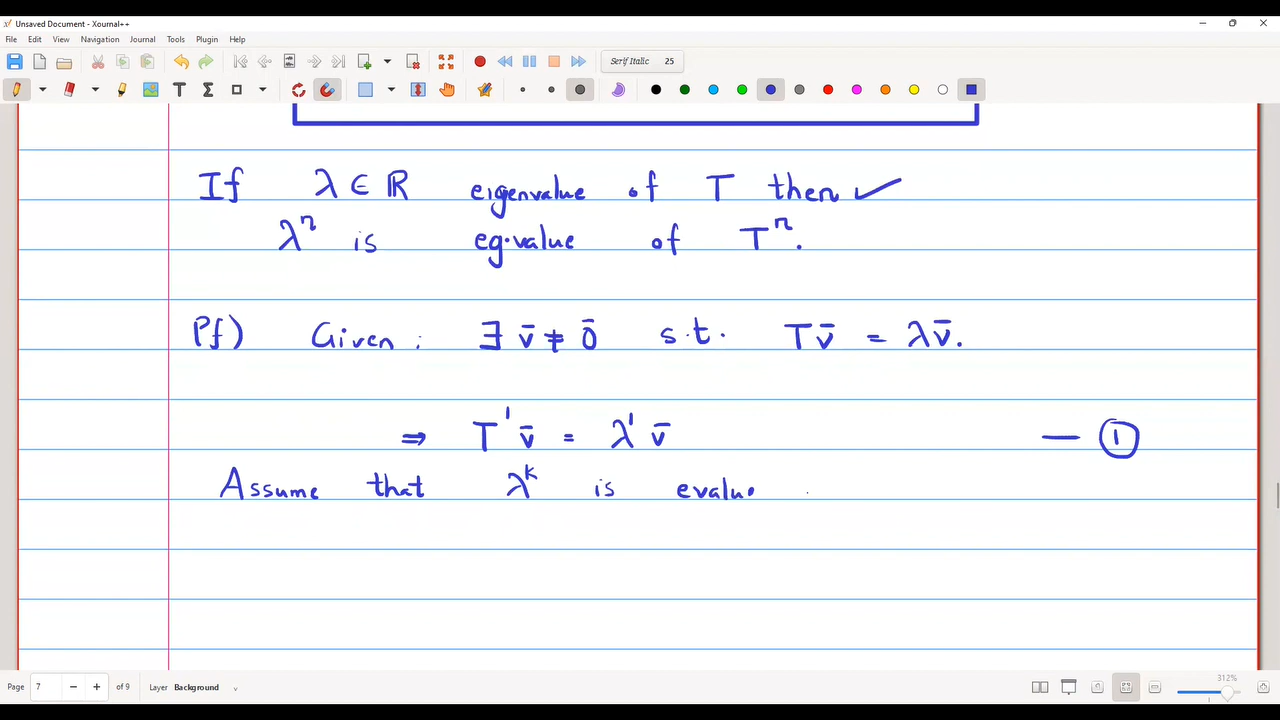 Unsaved Document - Xournal++
File Edit View Navigation Journal Tools Plugin Help
Serif Italic 25
If λ ∈ ℝ eigenvalue of T then ✓
λⁿ is eg.value of Tⁿ.
Pf) Given : ∃ v̄ ≠ 0̄ s.t. Tv̄ = λv̄.
⇒ T¹ v̄ = λ¹ v̄ — ①
Assume that λᵏ is evalue
Page 7 of 9 Layer Background 312%